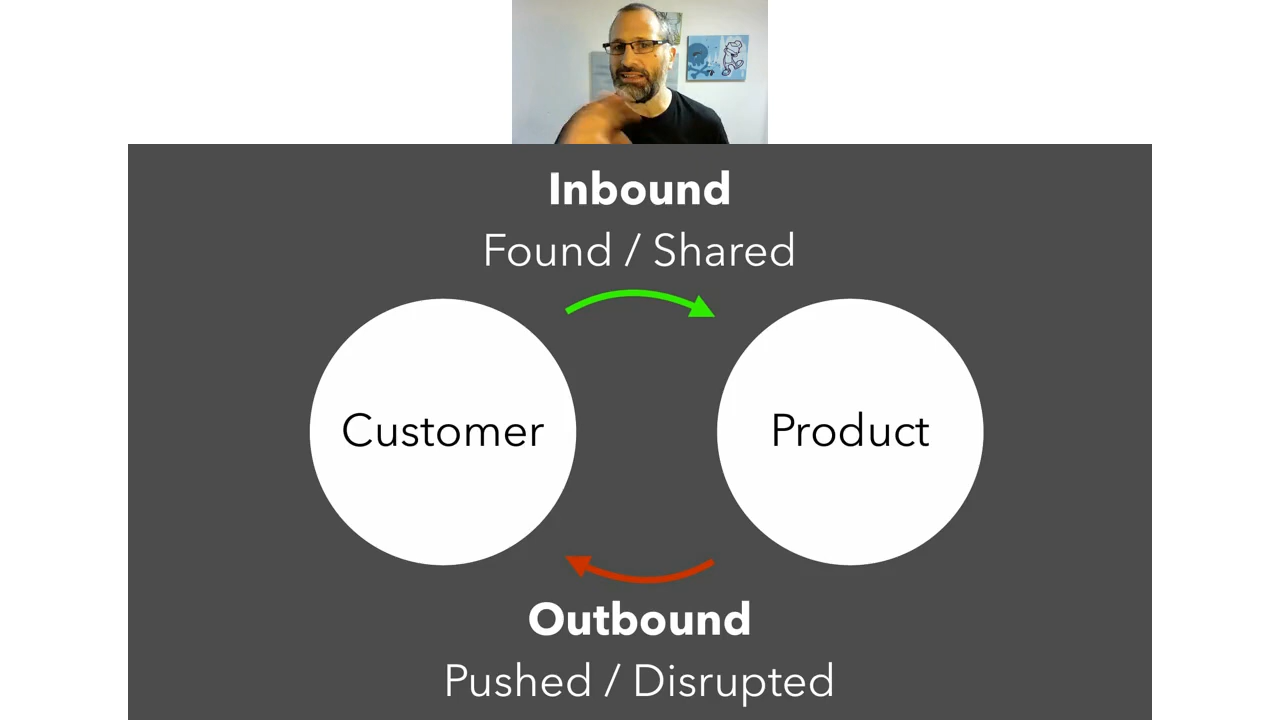 Inbound
Found / Shared
Customer
Product
Outbound
Pushed / Disrupted